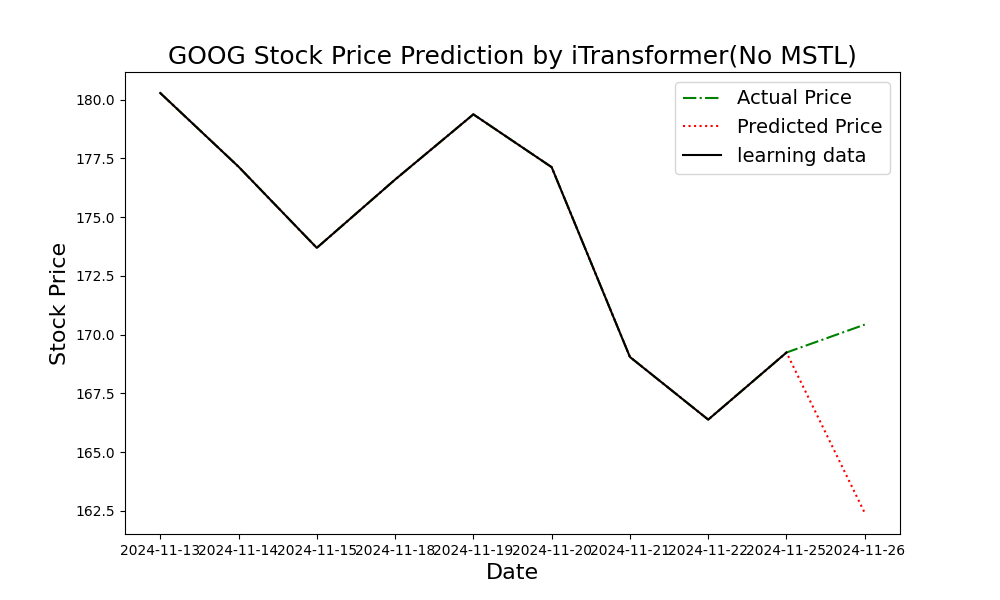 GOOG Stock Price Prediction by iTransformer(No MSTL)
Actual Price
Predicted Price
learning data
Stock Price
180.0
177.5
175.0
172.5
170.0
167.5
165.0
162.5
2024-11-13 2024-11-14 2024-11-15 2024-11-18 2024-11-19 2024-11-20 2024-11-21 2024-11-22 2024-11-25 2024-11-26
Date